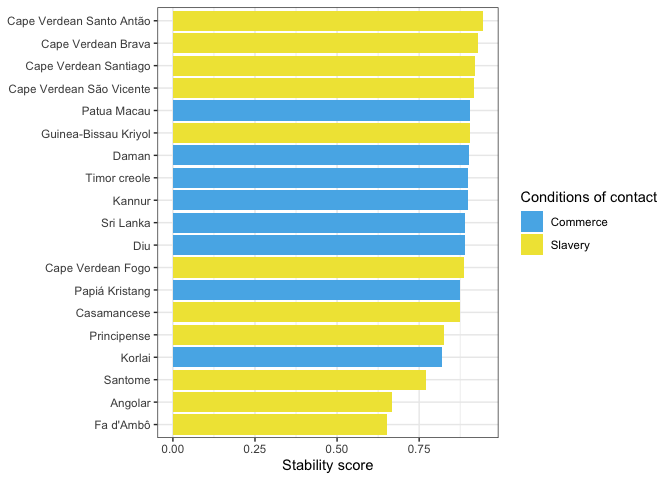 Cape Verdean Santo Antão
Cape Verdean Brava
Cape Verdean Santiago
Cape Verdean São Vicente
Patua Macau
Guinea-Bissau Kriyol
Daman
Timor creole
Kannur
Sri Lanka
Diu
Cape Verdean Fogo
Papiá Kristang
Casamancese
Principense
Korlai
Santome
Angolar
Fa d'Ambô
0.00 0.25 0.50 0.75
Stability score
Conditions of contact
Commerce
Slavery